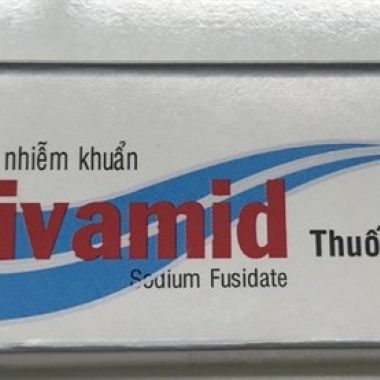 nhiễm khuẩn
ivamid
Thuố
Sodium Fusidate